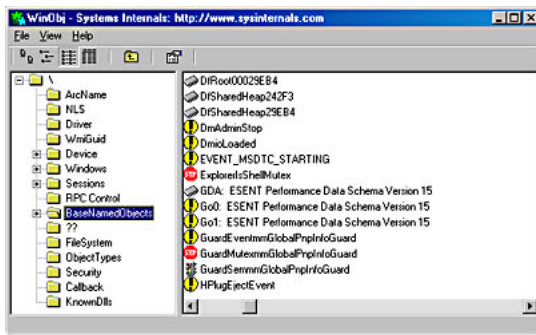 WinObj - Systems Internals: http://www.sysinternals.com
File View Help
\
ArcName
NLS
Driver
WmiGuid
Device
Windows
Sessions
RPC Control
BaseNamedObjects
??
FileSystem
ObjectTypes
Security
Callback
KnownDlls
DfRoot00029EB4
DfSharedHeap242F3
DfSharedHeap29EB4
DmAdminStop
DmioLoaded
EVENT_MSDTC_STARTING
ExplorerIsShellMutex
GDA: ESENT Performance Data Schema Version 15
Go0: ESENT Performance Data Schema Version 15
Go1: ESENT Performance Data Schema Version 15
GuardEventmmGlobalPnpInfoGuard
GuardMutexmmGlobalPnpInfoGuard
GuardSemmmGlobalPnpInfoGuard
HPlugEjectEvent